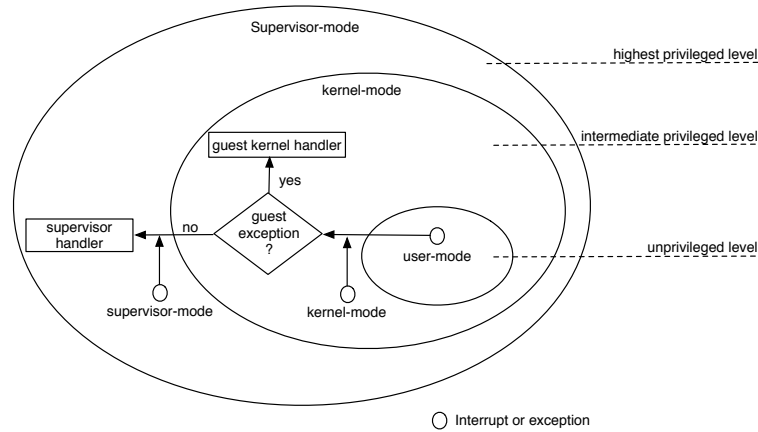 Supervisor-mode
highest privileged level
kernel-mode
intermediate privileged level
guest kernel handler
yes
guest
exception
?
no
supervisor
handler
user-mode
unprivileged level
supervisor-mode
kernel-mode
Interrupt or exception